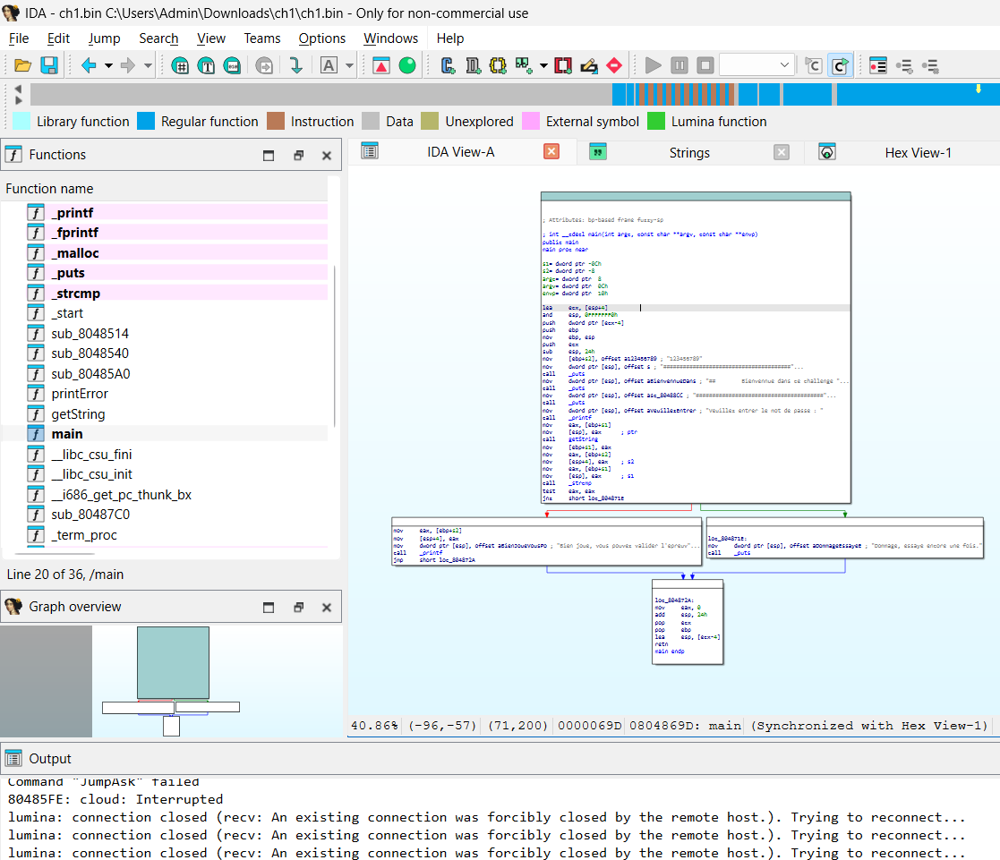 IDA - ch1.bin C:\Users\Admin\Downloads\ch1\ch1.bin - Only for non-commercial use
File Edit Jump Search View Teams Options Windows Help
Library function Regular function Instruction Data Unexplored External symbol Lumina function
Functions
IDA View-A
Strings
Hex View-1
Function name
_printf
_fprintf
_malloc
_puts
_strcmp
_start
sub_8048514
sub_8048540
sub_80485A0
printError
getString
main
__libc_csu_fini
__libc_csu_init
__i686_get_pc_thunk_bx
sub_80487C0
_term_proc
Line 20 of 36, /main
Graph overview
; Attributes: bp-based frame fuzzy-sp
; int __cdecl main(int argc, const char **argv, const char **envp)
public main
main proc near
s1= dword ptr -0Ch
s2= dword ptr -8
argc= dword ptr  8
argv= dword ptr  0Ch
envp= dword ptr  10h
lea ecx, [esp+4]
and esp, 0FFFFFFF0h
push dword ptr [ecx-4]
push ebp
mov ebp, esp
push ecx
sub esp, 24h
mov [ebp+s2], offset a123456789 ; "123456789"
mov dword ptr [esp], offset s ; "#######################################"...
call _puts
mov dword ptr [esp], offset aBienvennueDans ; "## Bienvennue dans ce challenge "...
call _puts
mov dword ptr [esp], offset asc_80488CC ; "#######################################"...
call _puts
mov dword ptr [esp], offset aVeuillezEntrer ; "Veuillez entrer le mot de passe : "
call _printf
mov eax, [ebp+s1]
mov [esp], eax ; ptr
call getString
mov [ebp+s1], eax
mov eax, [ebp+s2]
mov [esp+4], eax ; s2
mov eax, [ebp+s1]
mov [esp], eax ; s1
call _strcmp
test eax, eax
jnz short loc_804871E
mov eax, [ebp+s2]
mov [esp+4], eax
mov dword ptr [esp], offset aBienJoueVousPo ; "Bien joue, vous pouvez valider l'epreuv"...
call _printf
jmp short loc_804872A
loc_804871E:
mov dword ptr [esp], offset aDommageEssayeE ; "Dommage, essaye encore une fois."
call _puts
loc_804872A:
mov eax, 0
add esp, 24h
pop ecx
pop ebp
lea esp, [ecx-4]
retn
main endp
40.86% (-96,-57) (71,200) 0000069D 0804869D: main (Synchronized with Hex View-1)
Output
Command "JumpAsk" failed
80485FE: cloud: Interrupted
lumina: connection closed (recv: An existing connection was forcibly closed by the remote host.). Trying to reconnect...
lumina: connection closed (recv: An existing connection was forcibly closed by the remote host.). Trying to reconnect...
lumina: connection closed (recv: An existing connection was forcibly closed by the remote host.). Trying to reconnect...